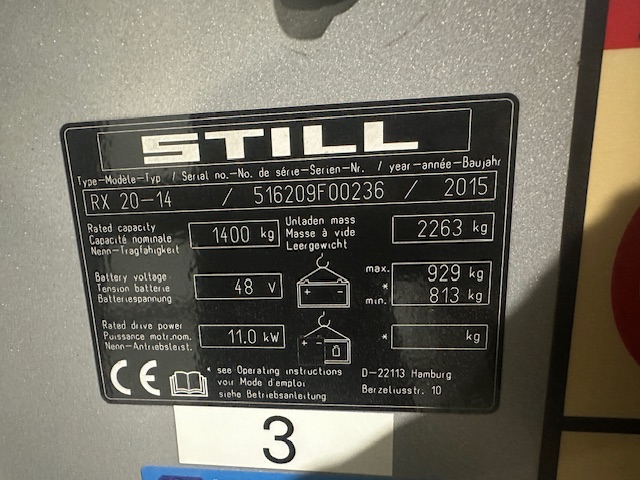 STILL
Type-Modèle-Typ / Serial no.-No. de série-Serien-Nr. / year-année-Baujahr
RX 20-14 / 516209F00236 / 2015
Rated capacity
Capacité nominale
Nenn-Tragfähigkeit
1400 kg
Unladen mass
Masse à vide
Leergewicht
2263 kg
Battery voltage
Tension batterie
Batteriespannung
48 V
max. 929 kg
*
min. 813 kg
Rated drive power
Puissance motr.nom.
Nenn-Antriebsleist.
11.0 kW
* kg
CE
* see Operating instructions
voir Mode d'emploi
siehe Betriebsanleitung
D-22113 Hamburg
Berzeliusstr. 10
3